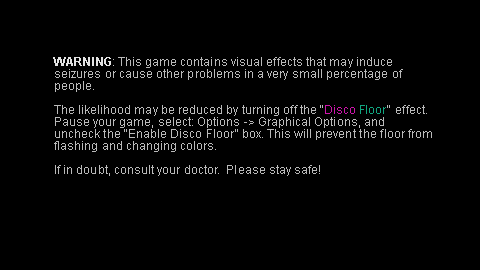 WARNING: This game contains visual effects that may induce
seizures or cause other problems in a very small percentage of
people.
The likelihood may be reduced by turning off the "Disco Floor" effect.
Pause your game, select: Options -> Graphical Options, and
uncheck the "Enable Disco Floor" box. This will prevent the floor from
flashing and changing colors.
If in doubt, consult your doctor.  Please stay safe!